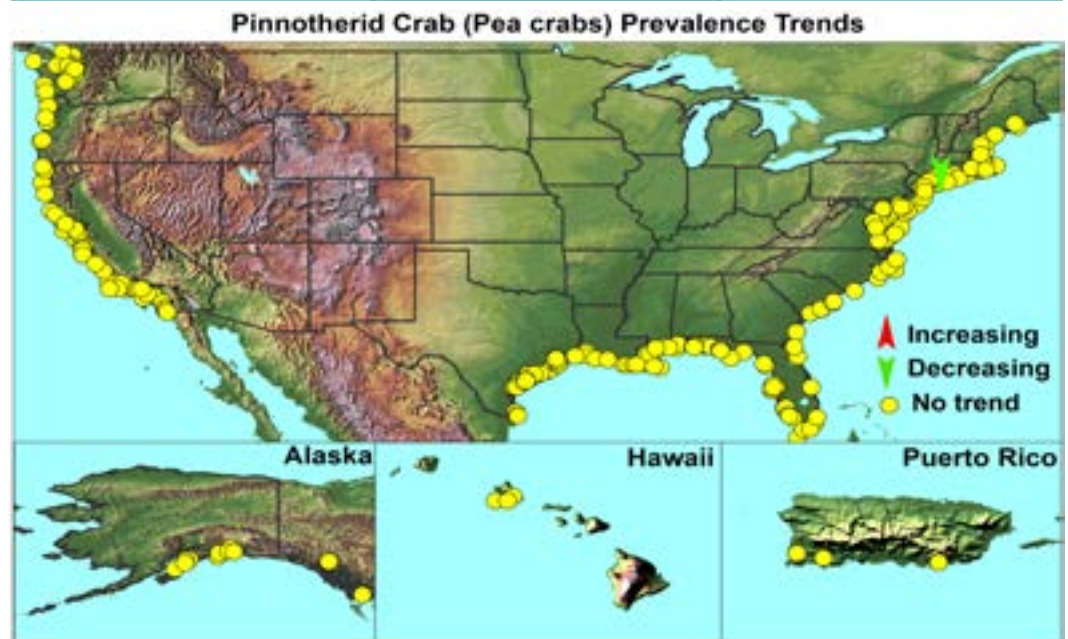 Pinnotherid Crab (Pea crabs) Prevalence Trends
Increasing
Decreasing
No trend
Alaska
Hawaii
Puerto Rico